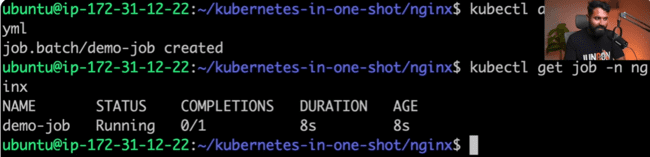 ubuntu@ip-172-31-12-22:~/kubernetes-in-one-shot/nginx$ kubectl
yml
job.batch/demo-job created
ubuntu@ip-172-31-12-22:~/kubernetes-in-one-shot/nginx$ kubectl get job -n ng
inx
NAME STATUS COMPLETIONS DURATION AGE
demo-job Running 0/1 8s 8s
ubuntu@ip-172-31-12-22:~/kubernetes-in-one-shot/nginx$